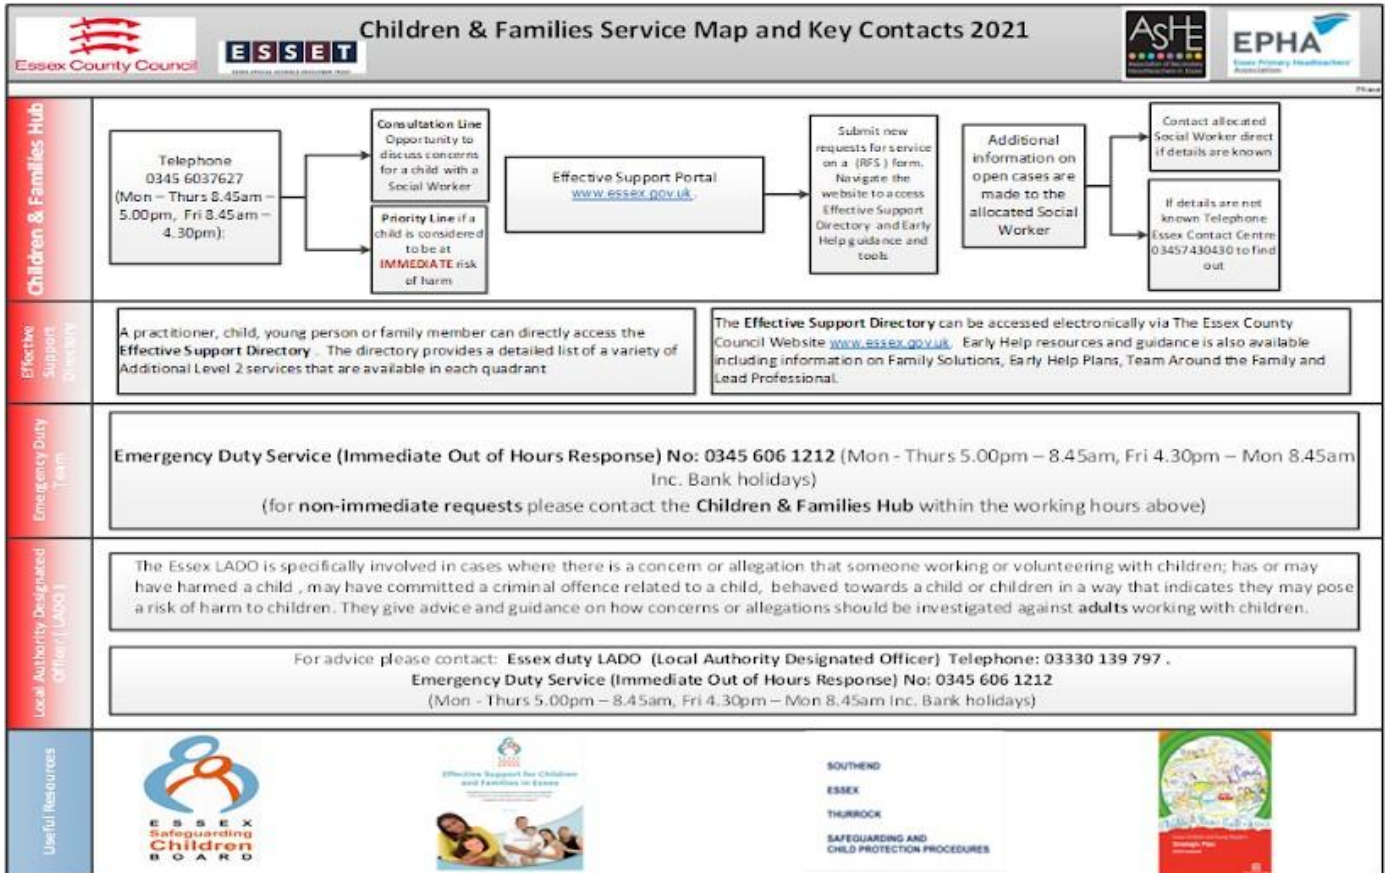 Children & Families Service Map and Key Contacts 2021
Essex County Council
ESSET
ASHE
EPHA
Essex Primary Headteachers'
Association
Phase
Children & Families Hub
Telephone
0345 6037627
(Mon – Thurs 8.45am –
5.00pm, Fri 8.45am –
4.30pm):
Consultation Line
Opportunity to
discuss concerns
for a child with a
Social Worker
Priority Line if a
child is considered
to be at
IMMEDIATE risk
of harm
Effective Support Portal
www.essex.gov.uk.
Submit new
requests for service
on a (RFS ) form.
Navigate the
website to access
Effective Support
Directory and Early
Help guidance and
tools
Additional
information on
open cases are
made to the
allocated Social
Worker
Contact allocated
Social Worker direct
if details are known
If details are not
known Telephone
Essex Contact Centre
03457430430 to find
out
Effective
Support
Directory
A practitioner, child, young person or family member can directly access the
Effective Support Directory . The directory provides a detailed list of a variety of
Additional Level 2 services that are available in each quadrant
The Effective Support Directory can be accessed electronically via The Essex County
Council Website www.essex.gov.uk. Early Help resources and guidance is also available
including information on Family Solutions, Early Help Plans, Team Around the Family and
Lead Professional.
Emergency Duty
Team
Emergency Duty Service (Immediate Out of Hours Response) No: 0345 606 1212 (Mon - Thurs 5.00pm – 8.45am, Fri 4.30pm – Mon 8.45am
Inc. Bank holidays)
(for non-immediate requests please contact the Children & Families Hub within the working hours above)
Local Authority Designated
Officer ( LADO )
The Essex LADO is specifically involved in cases where there is a concern or allegation that someone working or volunteering with children; has or may
have harmed a child , may have committed a criminal offence related to a child, behaved towards a child or children in a way that indicates they may pose
a risk of harm to children. They give advice and guidance on how concerns or allegations should be investigated against adults working with children.
For advice please contact: Essex duty LADO (Local Authority Designated Officer) Telephone: 03330 139 797 .
Emergency Duty Service (Immediate Out of Hours Response) No: 0345 606 1212
(Mon - Thurs 5.00pm – 8.45am, Fri 4.30pm – Mon 8.45am Inc. Bank holidays)
Useful Resources
ESSEX
Safeguarding
Children
BOARD
Effective Support for Children
and Families in Essex
SOUTHEND
ESSEX
THURROCK
SAFEGUARDING AND
CHILD PROTECTION PROCEDURES
Strategic Plan